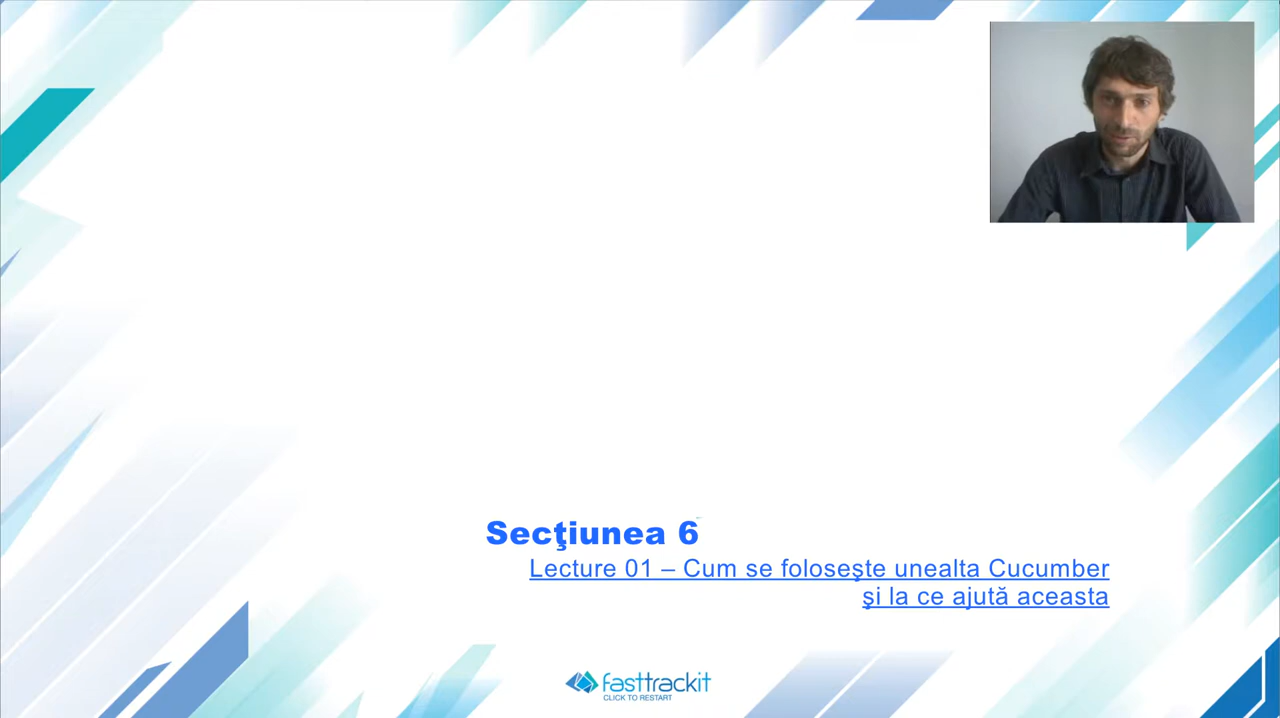 Secţiunea 6
Lecture 01 – Cum se foloseşte unealta Cucumber
şi la ce ajută aceasta
fasttrackit
CLICK TO RESTART